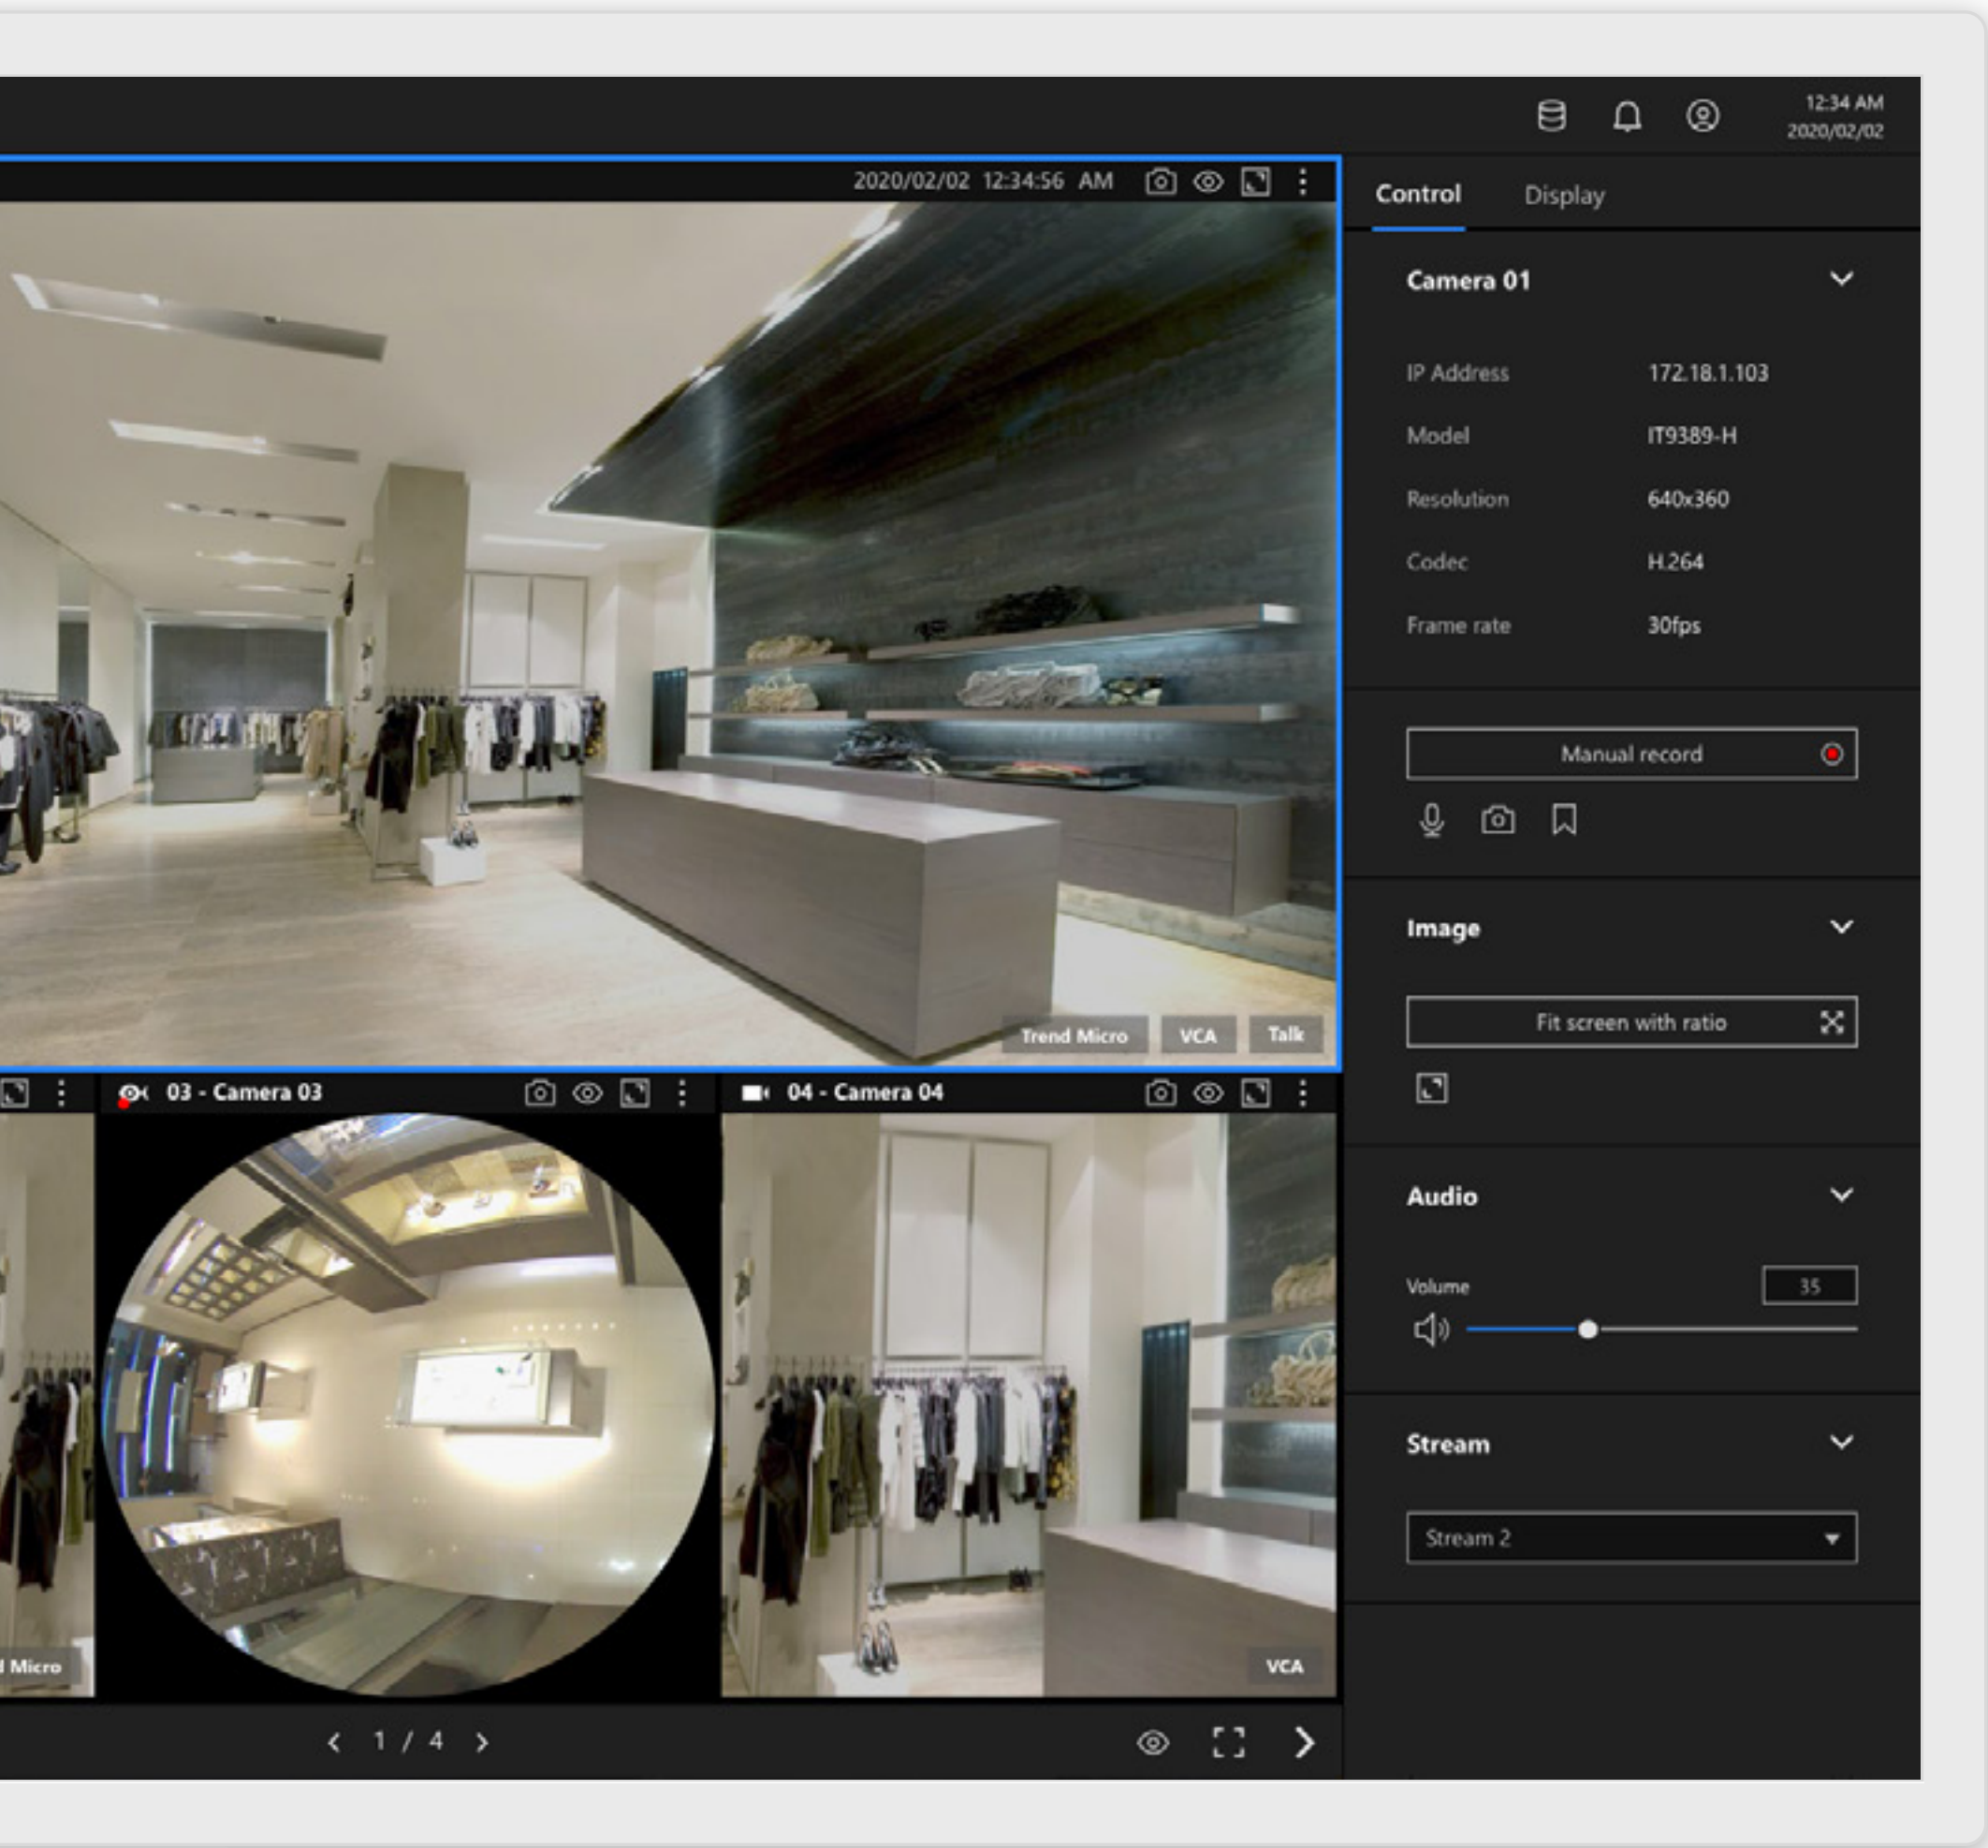 12:34 AM
2020/02/02
2020/02/02 12:34:56 AM
Control Display
Camera 01
IP Address 172.18.1.103
Model IT9389-H
Resolution 640x360
Codec H.264
Frame rate 30fps
Manual record
Image
Fit screen with ratio
Trend Micro VCA Talk
03 - Camera 03
04 - Camera 04
Audio
Volume 35
Stream
Stream 2
Micro
VCA
1 / 4